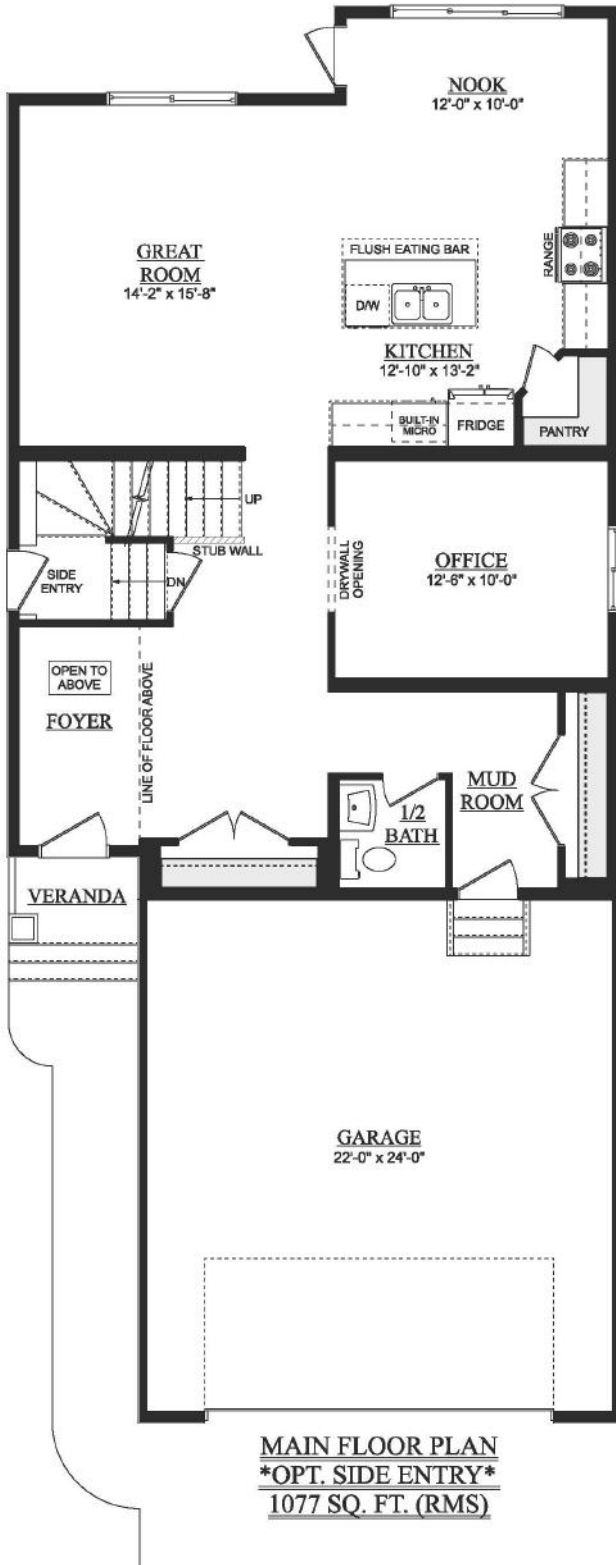 NOOK
12'-0" x 10'-0"
GREAT
ROOM
14'-2" x 15'-8"
FLUSH EATING BAR
D/W
RANGE
KITCHEN
12'-10" x 13'-2"
BUILT-IN
MICRO
FRIDGE
PANTRY
UP
STUB WALL
SIDE
ENTRY
DN
DRYWALL
OPENING
OFFICE
12'-6" x 10'-0"
OPEN TO
ABOVE
FOYER
LINE OF FLOOR ABOVE
MUD
ROOM
1/2
BATH
VERANDA
GARAGE
22'-0" x 24'-0"
MAIN FLOOR PLAN
*OPT. SIDE ENTRY*
1077 SQ. FT. (RMS)